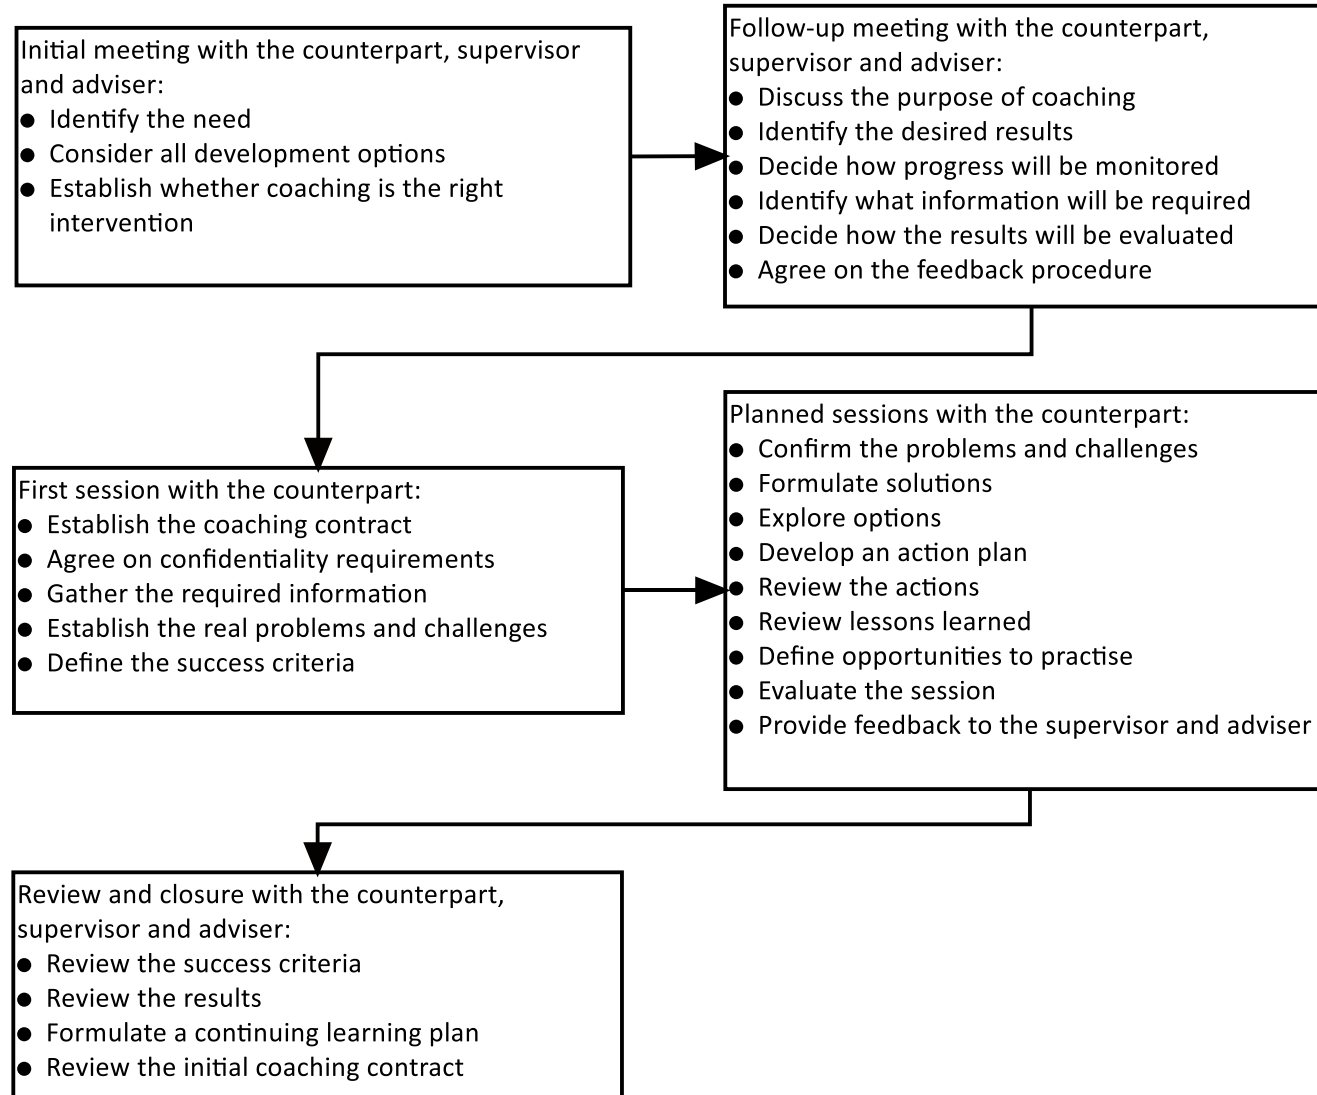 Initial meeting with the counterpart, supervisor
and adviser:
● Identify the need
● Consider all development options
● Establish whether coaching is the right
intervention
Follow-up meeting with the counterpart,
supervisor and adviser:
● Discuss the purpose of coaching
● Identify the desired results
● Decide how progress will be monitored
● Identify what information will be required
● Decide how the results will be evaluated
● Agree on the feedback procedure
First session with the counterpart:
● Establish the coaching contract
● Agree on confidentiality requirements
● Gather the required information
● Establish the real problems and challenges
● Define the success criteria
Planned sessions with the counterpart:
● Confirm the problems and challenges
● Formulate solutions
● Explore options
● Develop an action plan
● Review the actions
● Review lessons learned
● Define opportunities to practise
● Evaluate the session
● Provide feedback to the supervisor and adviser
Review and closure with the counterpart,
supervisor and adviser:
● Review the success criteria
● Review the results
● Formulate a continuing learning plan
● Review the initial coaching contract